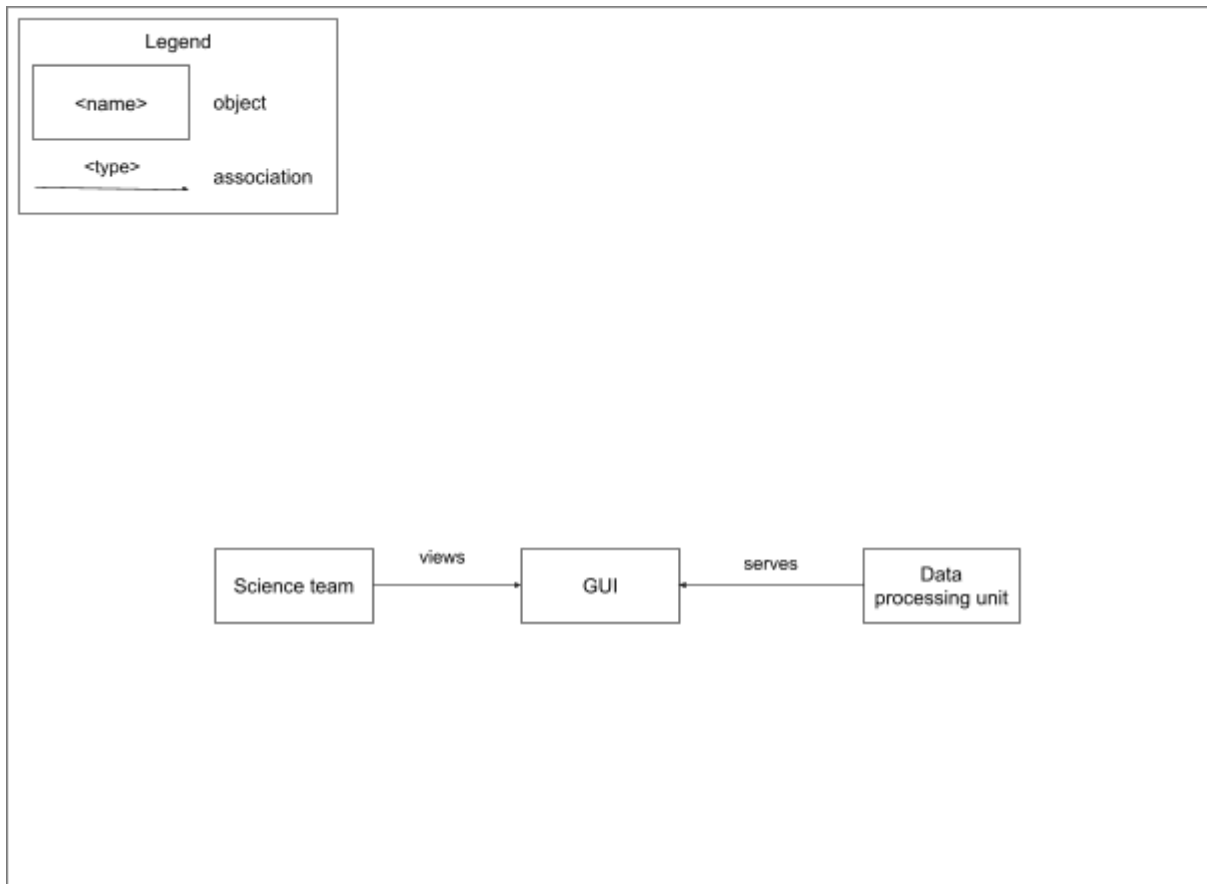 Legend
<name>
object
<type>
association
views
serves
Science team
GUI
Data
processing unit